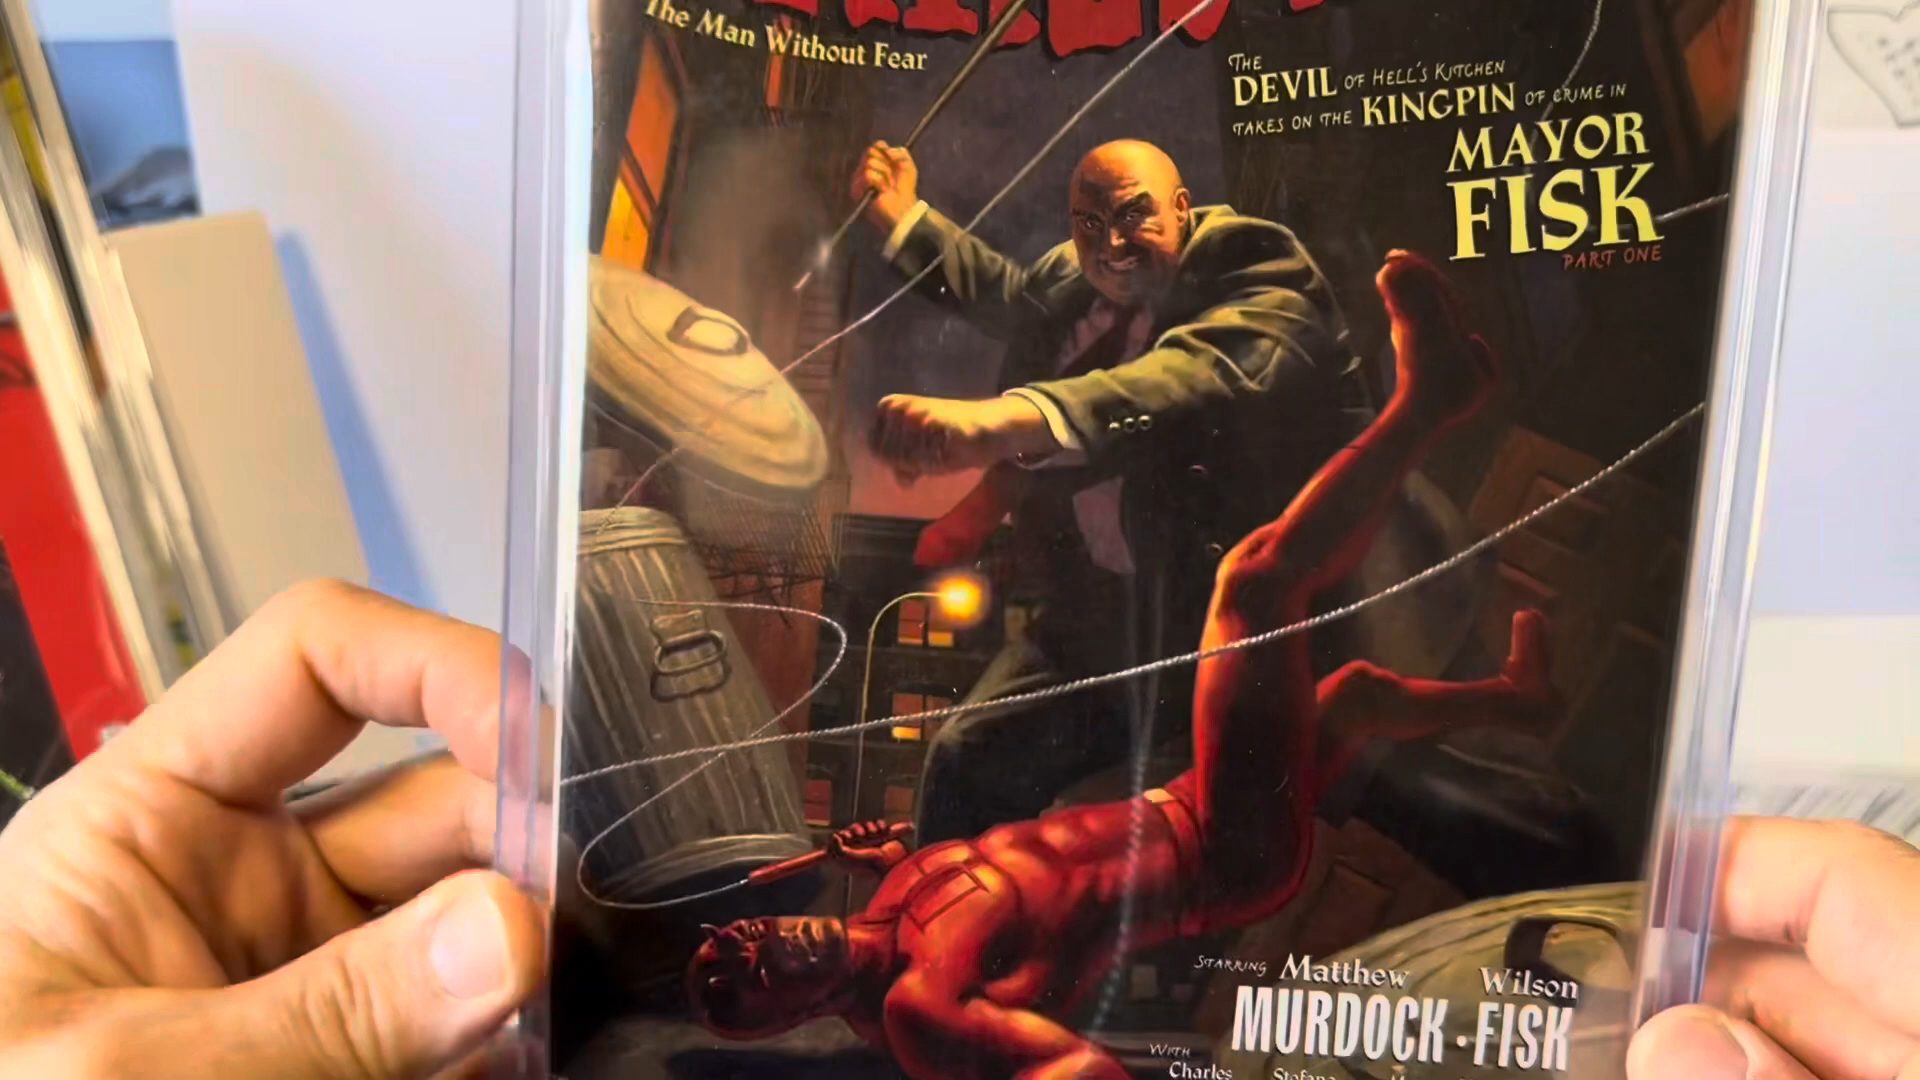 The Man Without Fear
THE
DEVIL OF HELL'S KITCHEN
TAKES ON THE KINGPIN OF CRIME IN
MAYOR
FISK
PART ONE
STARRING Matthew Wilson
MURDOCK · FISK
WITH
Charles